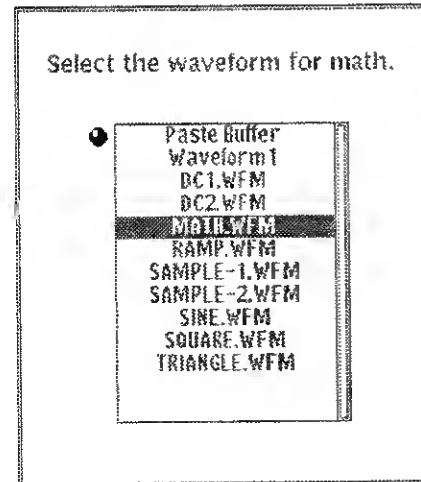 Select the waveform for math.
Paste Buffer
Waveform1
DC1.WFM
DC2.WFM
MATH.WFM
RAMP.WFM
SAMPLE-1.WFM
SAMPLE-2.WFM
SINE.WFM
SQUARE.WFM
TRIANGLE.WFM